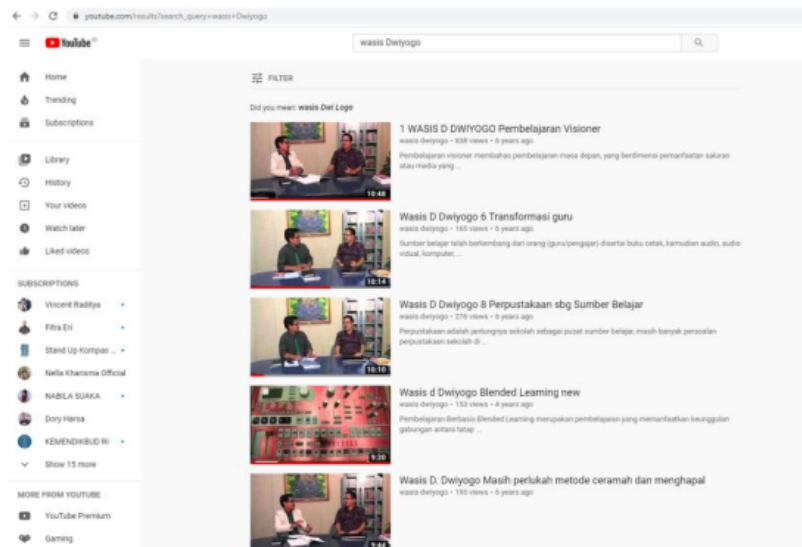 youtube.com/results?search_query=wasis+Dwiyogo
YouTube
wasis Dwiyogo
Home
Trending
Subscriptions
Library
History
Your videos
Watch later
Liked videos
SUBSCRIPTIONS
Vincent Raditya
Fitra Eri
Stand Up Kompas ...
Nella Kharisma Official
NABILA SUAKA
Dory Harsa
KEMENDIKBUD RI
Show 15 more
MORE FROM YOUTUBE
YouTube Premium
Gaming
FILTER
Did you mean: wasis Dwi Logo
10:48
1 WASIS D DWIYOGO Pembelajaran Visioner
wasis dwiyogo • 838 views • 6 years ago
Pembelajaran visioner membahas pembelajaran masa depan, yang berdimensi pemanfaatan saluran
atau media yang ...
10:14
Wasis D Dwiyogo 6 Transformasi guru
wasis dwiyogo • 165 views • 6 years ago
Sumber belajar telah berkembang dari orang (guru/pengajar) disertai buku cetak, kemudian audio, audio
vidual, komputer, ...
10:10
Wasis D Dwiyogo 8 Perpustakaan sbg Sumber Belajar
wasis dwiyogo • 276 views • 6 years ago
Perpustakaan adalah jantungnya sekolah sebagai pusat sumber belajar, masih banyak persoalan
perpustakaan sekolah di ...
9:20
Wasis d Dwiyogo Blended Learning new
wasis dwiyogo • 153 views • 4 years ago
Pembelajaran Berbasis Blended Learning merupakan pembelajaran yang memanfaatkan keunggulan
gabungan antara tatap ...
9:44
Wasis D. Dwiyogo Masih perlukah metode ceramah dan menghapal
wasis dwiyogo • 195 views • 6 years ago